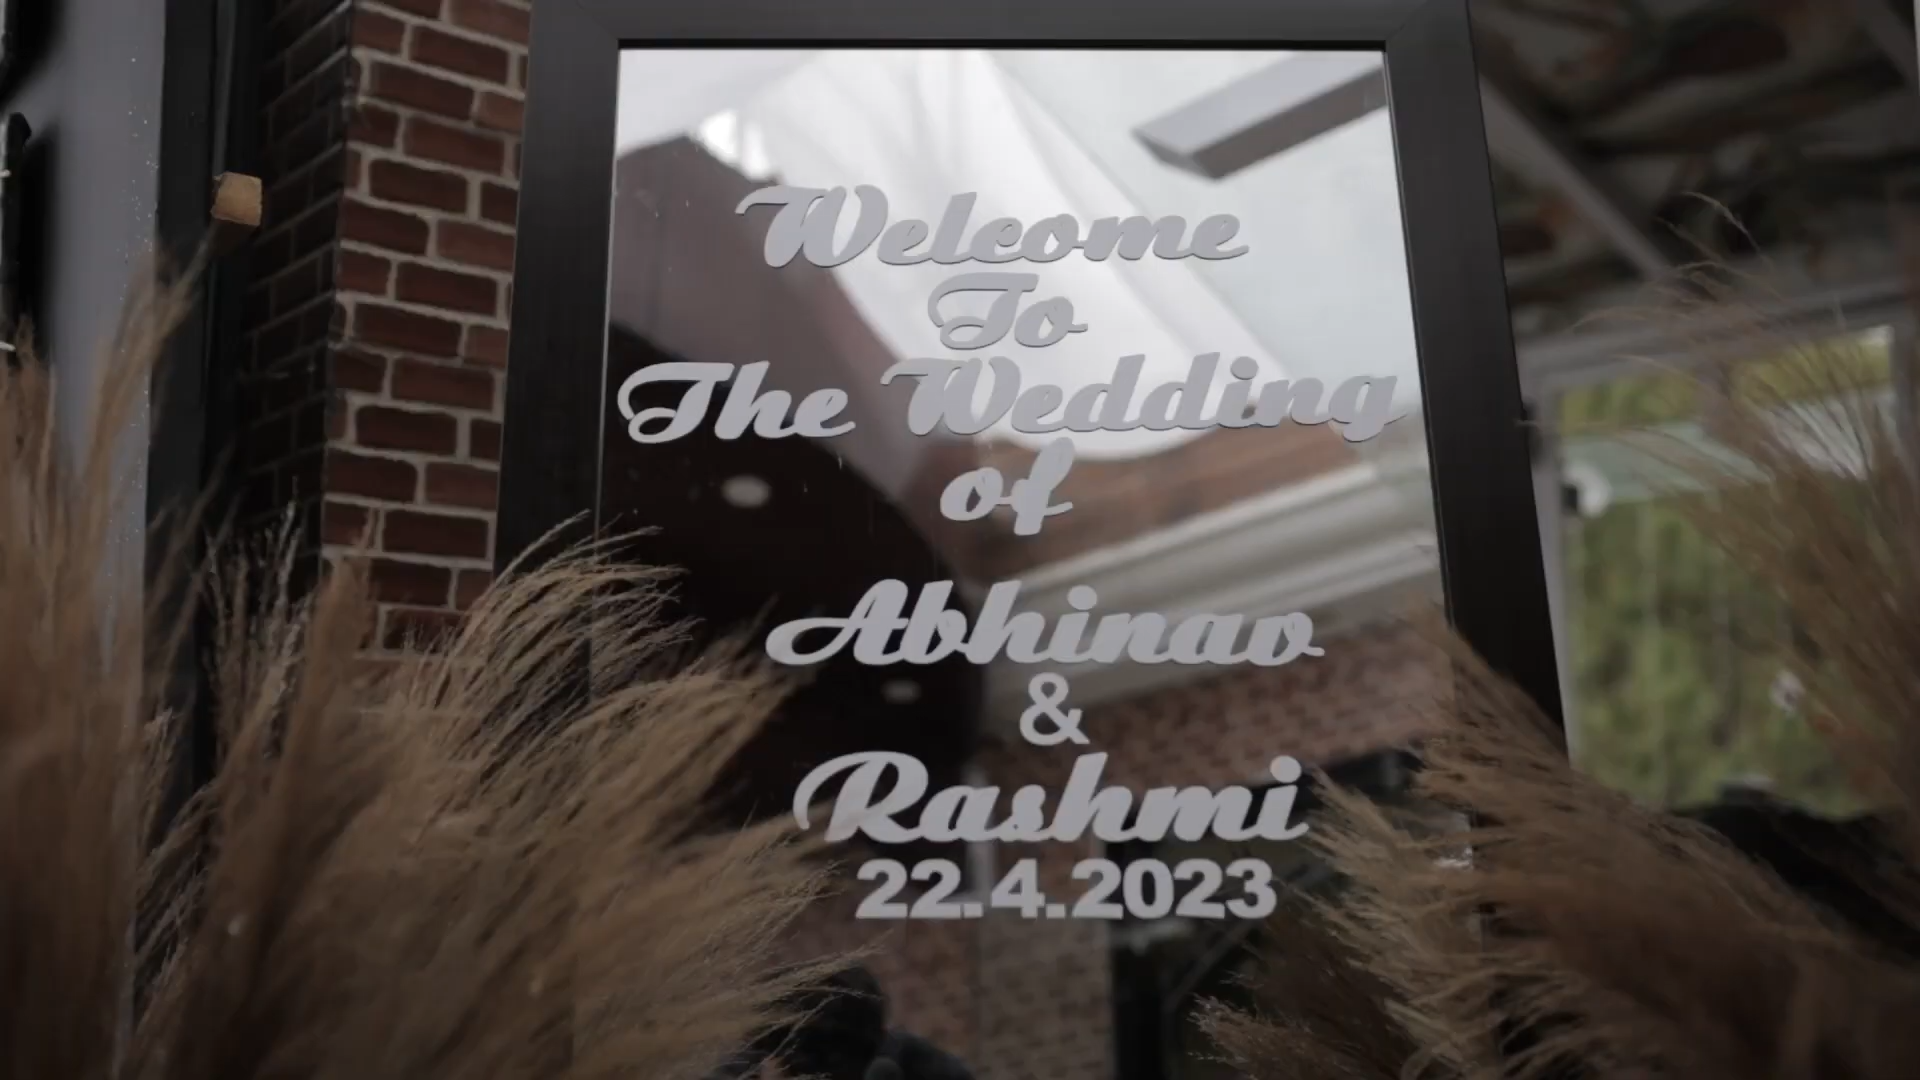 Welcome
To
The Wedding
of
Abhinav
&
Rashmi
22.4.2023